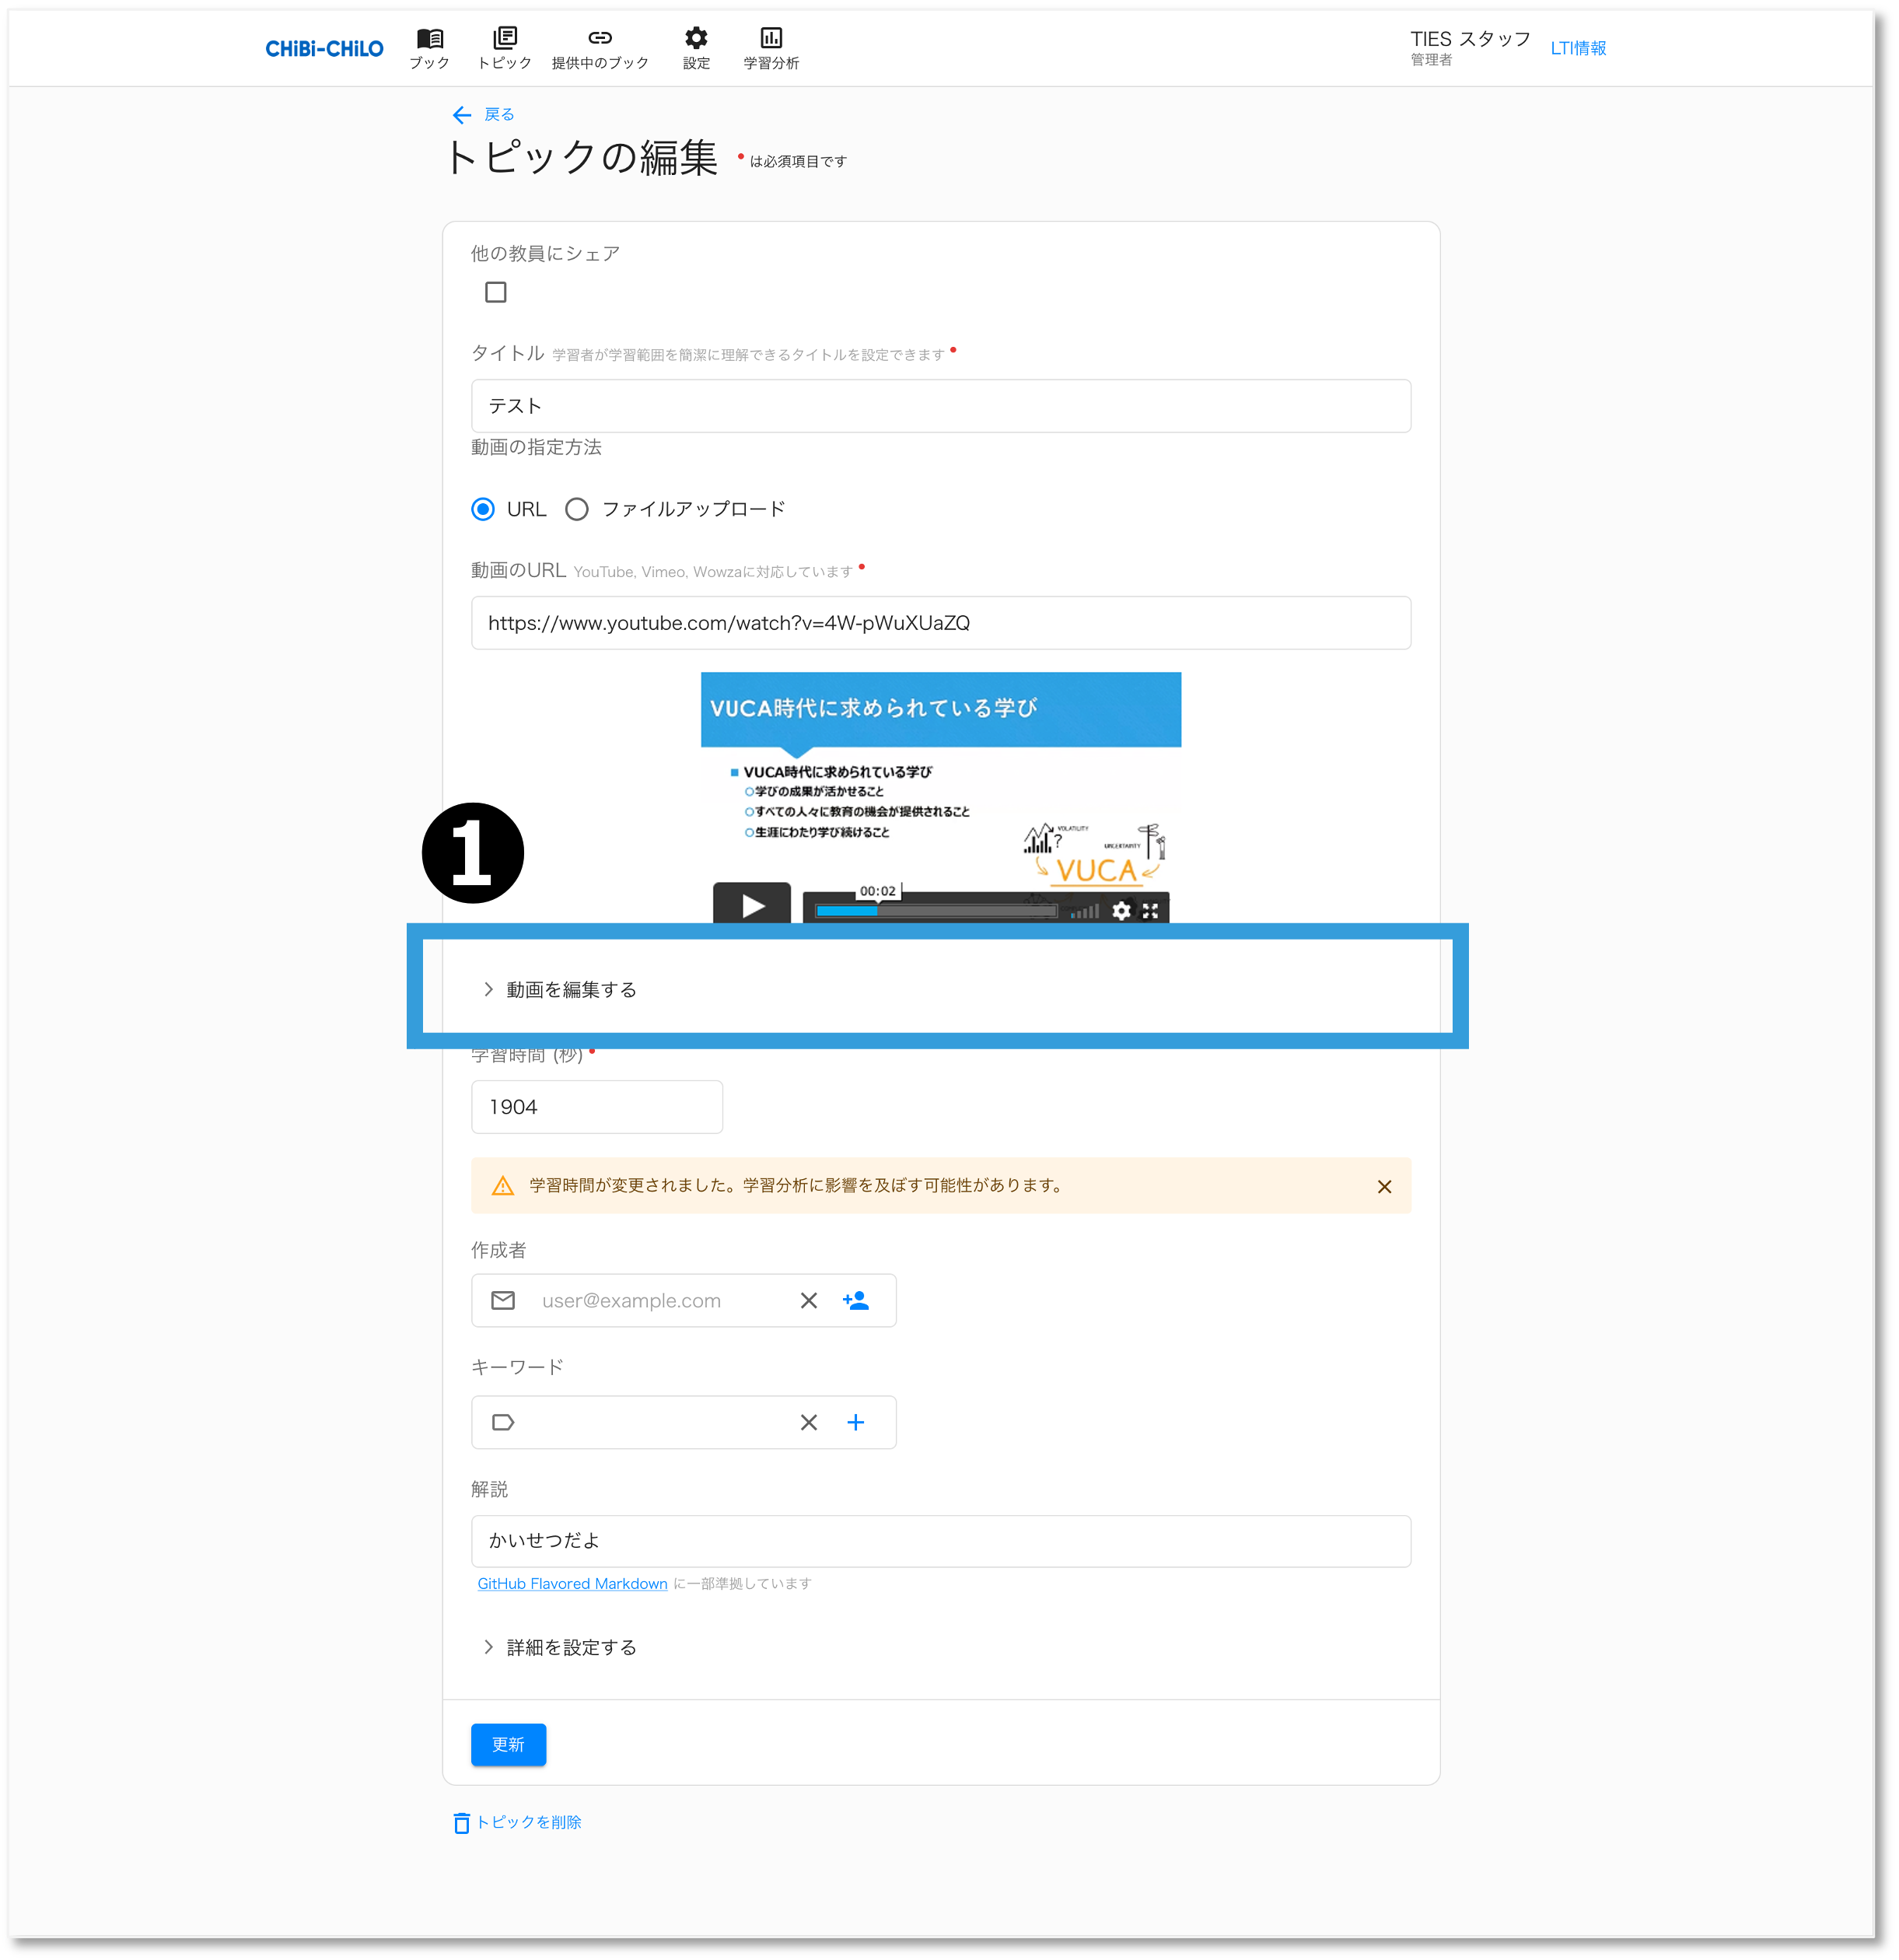 CHiBi-CHiLO
ブック
トピック
提供中のブック
設定
学習分析
TIES スタッフ
管理者
LTI情報
戻る
トピックの編集 •は必須項目です
他の教員にシェア
タイトル 学習者が学習範囲を簡潔に理解できるタイトルを設定できます •
テスト
動画の指定方法
URL ファイルアップロード
動画のURL YouTube, Vimeo, Wowzaに対応しています •
https://www.youtube.com/watch?v=4W-pWuXUaZQ
VUCA時代に求められている学び
■ VUCA時代に求められている学び
○学びの成果が活かせること
○すべての人々に教育の機会が提供されること
○生涯にわたり学び続けること
VOLATILITY
?
UNCERTAINTY
VUCA
00:02
1
動画を編集する
学習時間 (秒) •
1904
学習時間が変更されました。学習分析に影響を及ぼす可能性があります。
作成者
user@example.com
キーワード
解説
かいせつだよ
GitHub Flavored Markdown に一部準拠しています
詳細を設定する
更新
トピックを削除